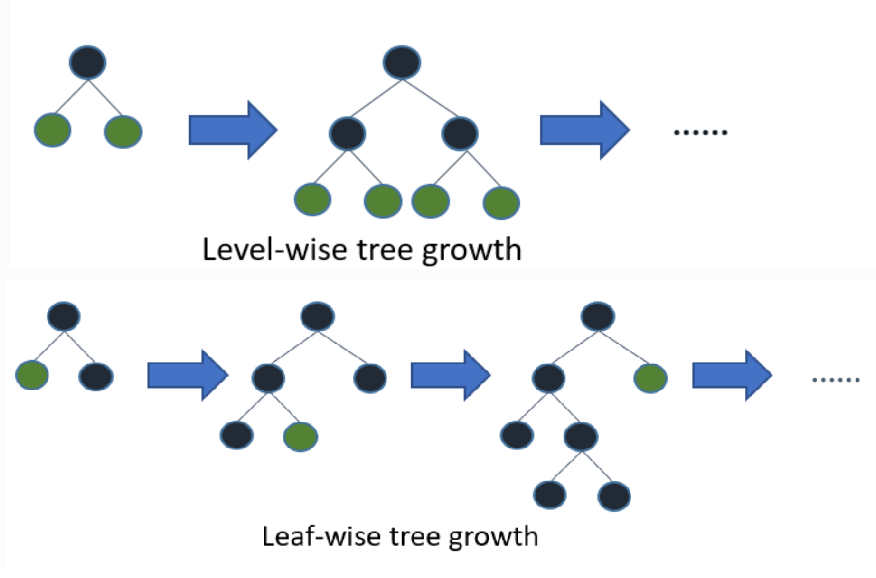 ......
Level-wise tree growth
......
Leaf-wise tree growth